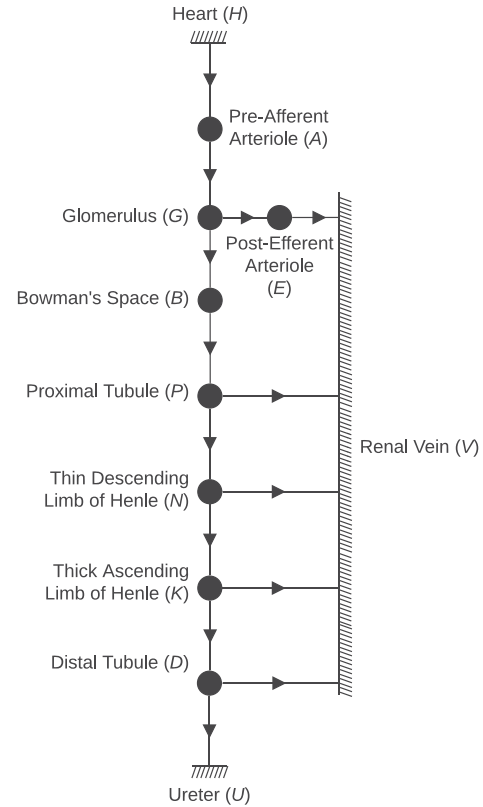 Heart (H)
Pre-Afferent
Arteriole (A)
Glomerulus (G)
Post-Efferent
Arteriole
(E)
Bowman's Space (B)
Proximal Tubule (P)
Renal Vein (V)
Thin Descending
Limb of Henle (N)
Thick Ascending
Limb of Henle (K)
Distal Tubule (D)
Ureter (U)